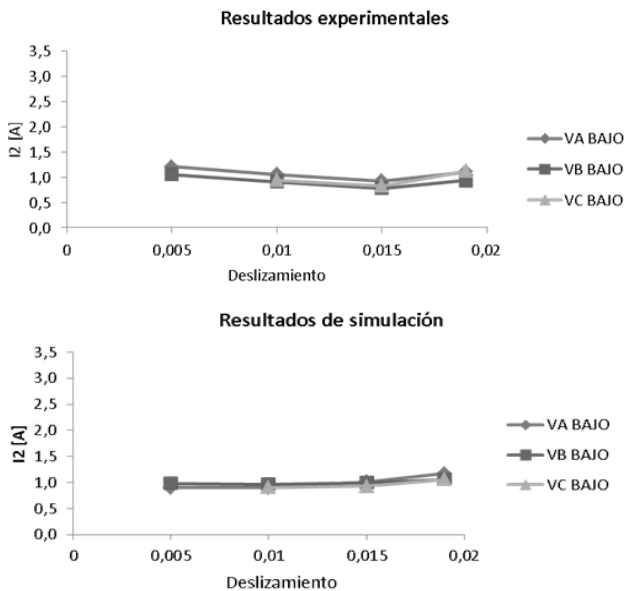 Resultados experimentales
3,5
3,0
2,5
2,0
1,5
1,0
0,5
0,0
I2 [A]
0 0,005 0,01 0,015 0,02
Deslizamiento
VA BAJO
VB BAJO
VC BAJO
Resultados de simulación
3,5
3,0
2,5
2,0
1,5
1,0
0,5
0,0
I2 [A]
0 0,005 0,01 0,015 0,02
Deslizamiento
VA BAJO
VB BAJO
VC BAJO